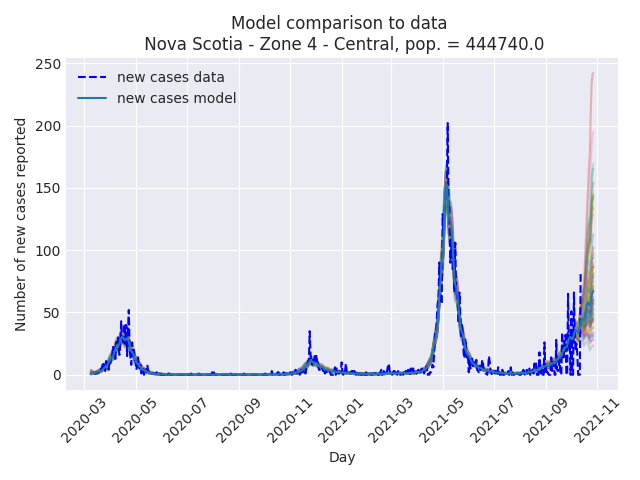 Model comparison to data
Nova Scotia - Zone 4 - Central, pop. = 444740.0
new cases data
new cases model
Number of new cases reported
250
200
150
100
50
0
2020-03
2020-05
2020-07
2020-09
2020-11
2021-01
2021-03
2021-05
2021-07
2021-09
2021-11
Day